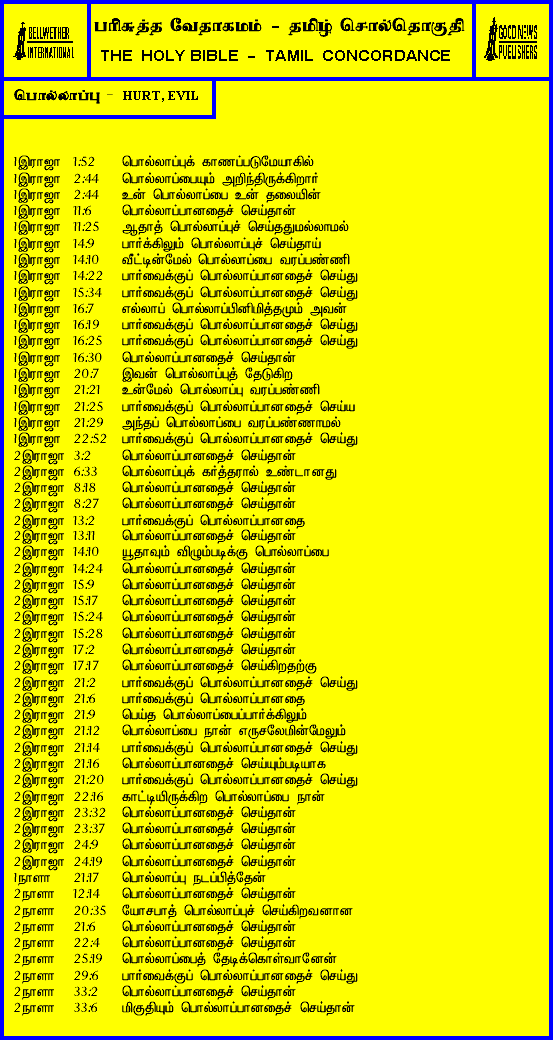 BELLWETHER
INTERNATIONAL
பரிசுத்த வேதாகமம் - தமிழ் சொல்தொகுதி
THE HOLY BIBLE - TAMIL CONCORDANCE
GOOD NEWS
PUBLISHERS
பொல்லாப்பு - HURT, EVIL
1இராஜா 1:52 பொல்லாப்புக் காணப்படுமேயாகில்
1இராஜா 2:44 பொல்லாப்பையும் அறிந்திருக்கிறார்
1இராஜா 2:44 உன் பொல்லாப்பை உன் தலையின்
1இராஜா 11:6 பொல்லாப்பானதைச் செய்தான்
1இராஜா 11:25 ஆதாத் பொல்லாப்புச் செய்ததுமல்லாமல்
1இராஜா 14:9 பார்க்கிலும் பொல்லாப்புச் செய்தாய்
1இராஜா 14:10 வீட்டின்மேல் பொல்லாப்பை வரப்பண்ணி
1இராஜா 14:22 பார்வைக்குப் பொல்லாப்பானதைச் செய்து
1இராஜா 15:34 பார்வைக்குப் பொல்லாப்பானதைச் செய்து
1இராஜா 16:7 எல்லாப் பொல்லாப்பினிமித்தமும் அவன்
1இராஜா 16:19 பார்வைக்குப் பொல்லாப்பானதைச் செய்து
1இராஜா 16:25 பார்வைக்குப் பொல்லாப்பானதைச் செய்து
1இராஜா 16:30 பொல்லாப்பானதைச் செய்தான்
1இராஜா 20:7 இவன் பொல்லாப்புத் தேடுகிற
1இராஜா 21:21 உன்மேல் பொல்லாப்பு வரப்பண்ணி
1இராஜா 21:25 பார்வைக்குப் பொல்லாப்பானதைச் செய்ய
1இராஜா 21:29 அந்தப் பொல்லாப்பை வரப்பண்ணாமல்
1இராஜா 22:52 பார்வைக்குப் பொல்லாப்பானதைச் செய்து
2இராஜா 3:2 பொல்லாப்பானதைச் செய்தான்
2இராஜா 6:33 பொல்லாப்புக் கர்த்தரால் உண்டானது
2இராஜா 8:18 பொல்லாப்பானதைச் செய்தான்
2இராஜா 8:27 பொல்லாப்பானதைச் செய்தான்
2இராஜா 13:2 பார்வைக்குப் பொல்லாப்பானதை
2இராஜா 13:11 பொல்லாப்பானதைச் செய்தான்
2இராஜா 14:10 யூதாவும் விழும்படிக்கு பொல்லாப்பை
2இராஜா 14:24 பொல்லாப்பானதைச் செய்தான்
2இராஜா 15:9 பொல்லாப்பானதைச் செய்தான்
2இராஜா 15:17 பொல்லாப்பானதைச் செய்தான்
2இராஜா 15:24 பொல்லாப்பானதைச் செய்தான்
2இராஜா 15:28 பொல்லாப்பானதைச் செய்தான்
2இராஜா 17:2 பொல்லாப்பானதைச் செய்தான்
2இராஜா 17:17 பொல்லாப்பானதைச் செய்கிறதற்கு
2இராஜா 21:2 பார்வைக்குப் பொல்லாப்பானதைச் செய்து
2இராஜா 21:6 பார்வைக்குப் பொல்லாப்பானதை
2இராஜா 21:9 பெய்த பொல்லாப்பைப்பார்க்கிலும்
2இராஜா 21:12 பொல்லாப்பை நான் எருசலேமின்மேலும்
2இராஜா 21:14 பார்வைக்குப் பொல்லாப்பானதைச் செய்து
2இராஜா 21:16 பொல்லாப்பானதைச் செய்யும்படியாக
2இராஜா 21:20 பார்வைக்குப் பொல்லாப்பானதைச் செய்து
2இராஜா 22:16 காட்டியிருக்கிற பொல்லாப்பை நான்
2இராஜா 23:32 பொல்லாப்பானதைச் செய்தான்
2இராஜா 23:37 பொல்லாப்பானதைச் செய்தான்
2இராஜா 24:9 பொல்லாப்பானதைச் செய்தான்
2இராஜா 24:19 பொல்லாப்பானதைச் செய்தான்
1நாளா 21:17 பொல்லாப்பு நடப்பித்தேன்
2நாளா 12:14 பொல்லாப்பானதைச் செய்தான்
2நாளா 20:35 யோசபாத் பொல்லாப்புச் செய்கிறவனான
2நாளா 21:6 பொல்லாப்பானதைச் செய்தான்
2நாளா 22:4 பொல்லாப்பானதைச் செய்தான்
2நாளா 25:19 பொல்லாப்பைத் தேடிக்கொள்வானேன்
2நாளா 29:6 பார்வைக்குப் பொல்லாப்பானதைச் செய்து
2நாளா 33:2 பொல்லாப்பானதைச் செய்தான்
2நாளா 33:6 மிகுதியும் பொல்லாப்பானதைச் செய்தான்